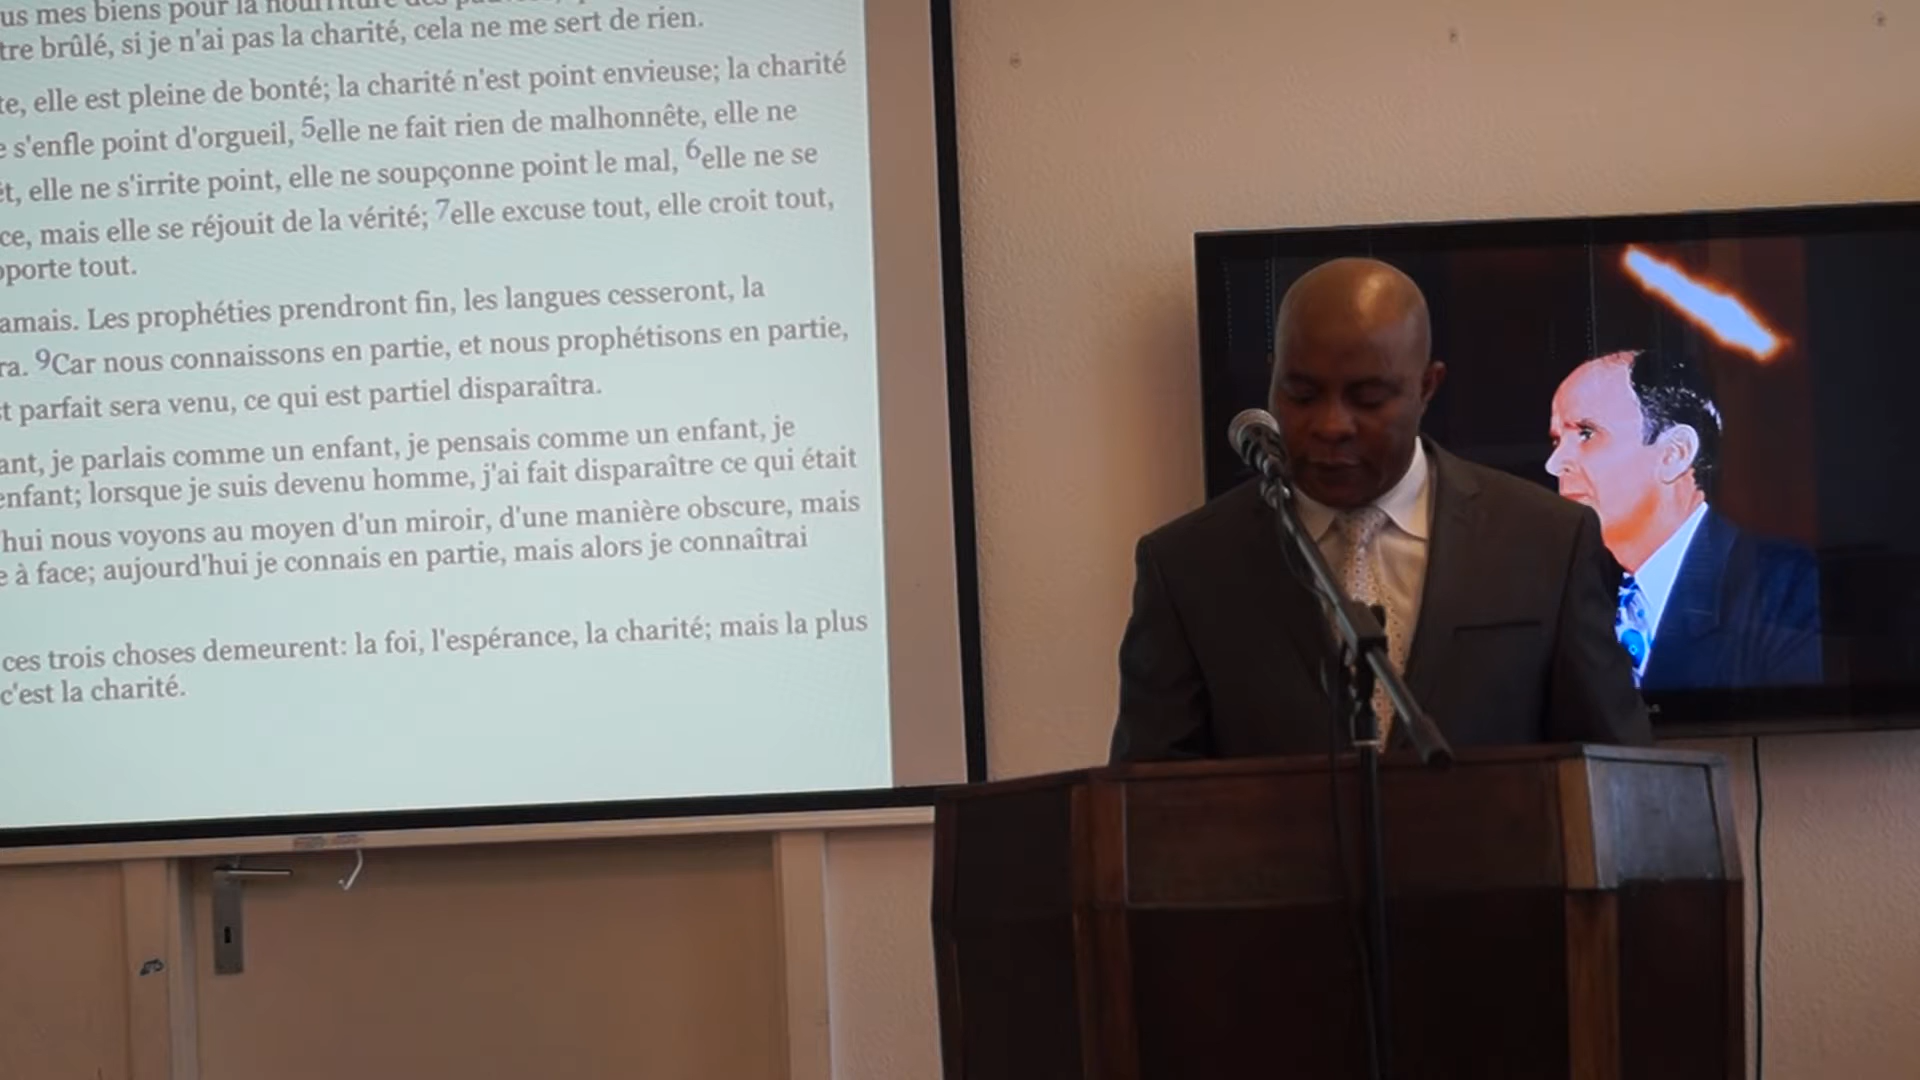 us mes biens pour la nourriture des
tre brûlé, si je n'ai pas la charité, cela ne me sert de rien.
te, elle est pleine de bonté; la charité n'est point envieuse; la charité
e s'enfle point d'orgueil, 5elle ne fait rien de malhonnête, elle ne
êt, elle ne s'irrite point, elle ne soupçonne point le mal, 6elle ne se
ce, mais elle se réjouit de la vérité; 7elle excuse tout, elle croit tout,
pporte tout.
amais. Les prophéties prendront fin, les langues cesseront, la
ra. 9Car nous connaissons en partie, et nous prophétisons en partie,
st parfait sera venu, ce qui est partiel disparaîtra.
ant, je parlais comme un enfant, je pensais comme un enfant, je
enfant; lorsque je suis devenu homme, j'ai fait disparaître ce qui était
'hui nous voyons au moyen d'un miroir, d'une manière obscure, mais
e à face; aujourd'hui je connais en partie, mais alors je connaîtrai
ces trois choses demeurent: la foi, l'espérance, la charité; mais la plus
c'est la charité.